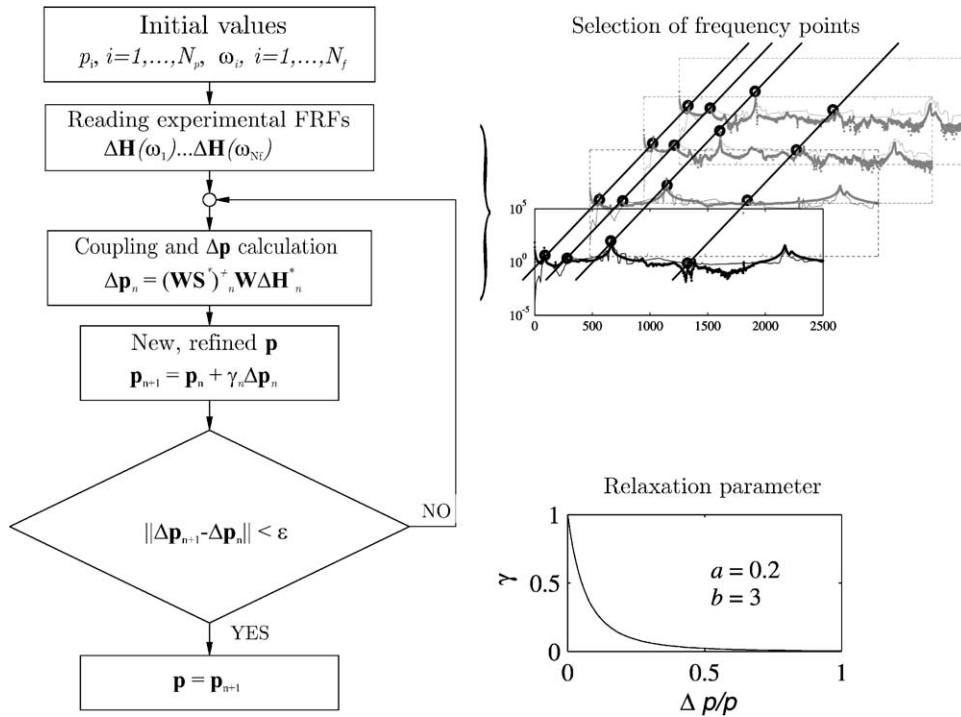 Initial values
p_i, i=1,...,N_p, ω_i, i=1,...,N_f
Reading experimental FRFs
ΔH(ω_1)...ΔH(ω_Nf)
Coupling and Δp calculation
Δp_n = (WS^*)^+_n WΔH^*_n
New, refined p
p_n+1 = p_n + γ_nΔp_n
||Δp_n+1-Δp_n|| < ε
NO
YES
p = p_n+1
Selection of frequency points
10^5
10^0
10^-5
0 500 1000 1500 2000 2500
Relaxation parameter
1
0.5
0
γ
a = 0.2
b = 3
0 0.5 1
Δ p/p